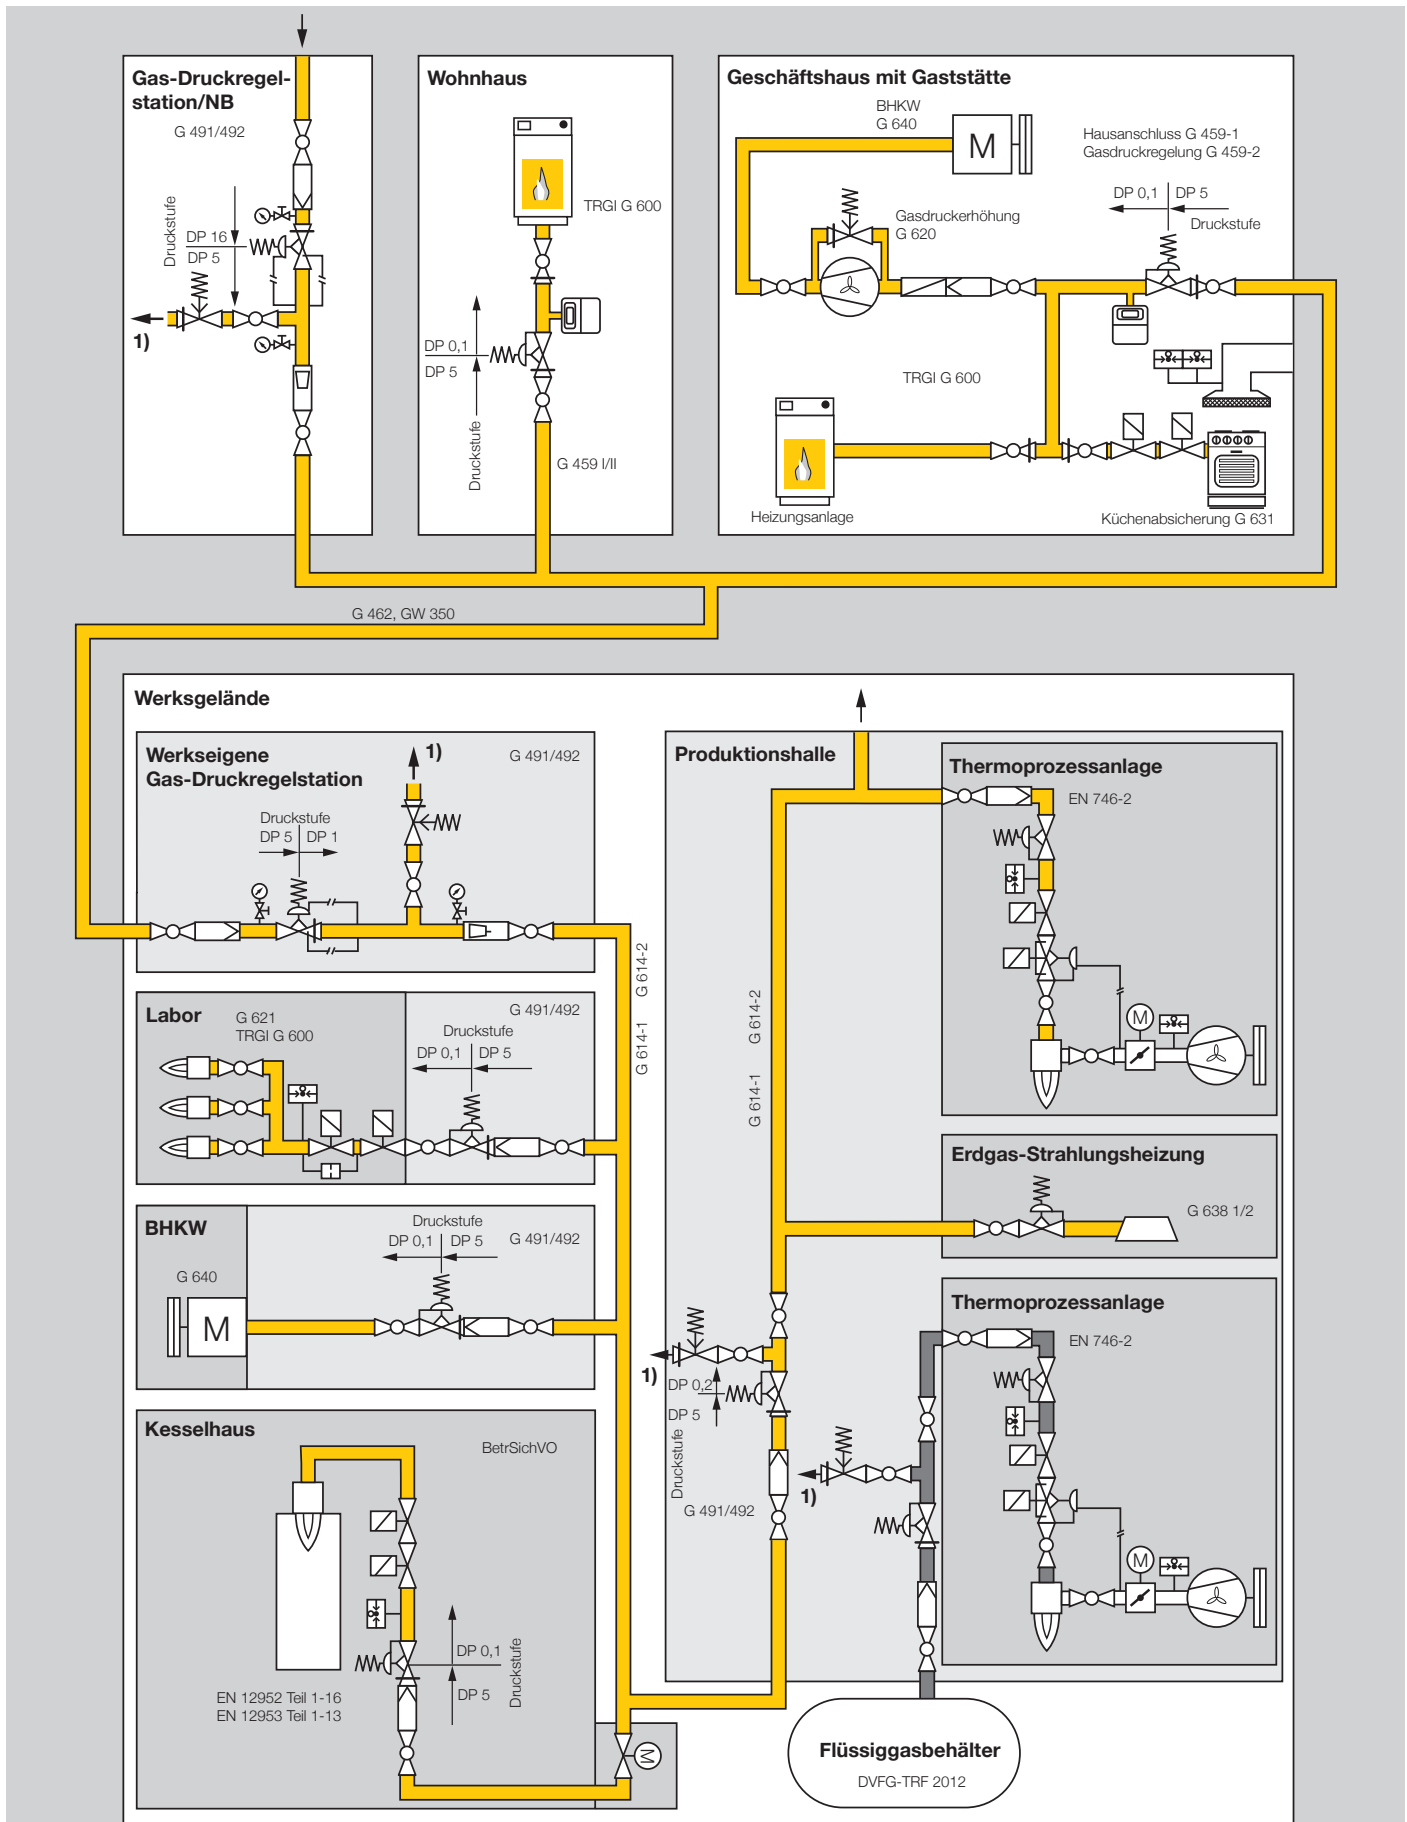 Gas-Druckregel-
station/NB
G 491/492
Druckstufe
DP 16
DP 5
1)
Wohnhaus
TRGI G 600
DP 0,1
DP 5
Druckstufe
G 459 I/II
Geschäftshaus mit Gaststätte
BHKW
G 640
M
Hausanschluss G 459-1
Gasdruckregelung G 459-2
DP 0,1
DP 5
Druckstufe
Gasdruckerhöhung
G 620
TRGI G 600
Heizungsanlage
Küchenabsicherung G 631
G 462, GW 350
Werksgelände
Werkseigene
Gas-Druckregelstation
1)
G 491/492
Druckstufe
DP 5
DP 1
G 614-2
G 614-1
Labor
G 621
TRGI G 600
G 491/492
Druckstufe
DP 0,1
DP 5
BHKW
G 640
M
Druckstufe
DP 0,1
DP 5
G 491/492
Kesselhaus
BetrSichVO
DP 0,1
DP 5
Druckstufe
EN 12952 Teil 1-16
EN 12953 Teil 1-13
M
Produktionshalle
G 614-2
G 614-1
1)
DP 0,2
DP 5
Druckstufe
G 491/492
1)
Thermoprozessanlage
EN 746-2
M
Erdgas-Strahlungsheizung
G 638 1/2
Thermoprozessanlage
EN 746-2
M
Flüssiggasbehälter
DVFG-TRF 2012